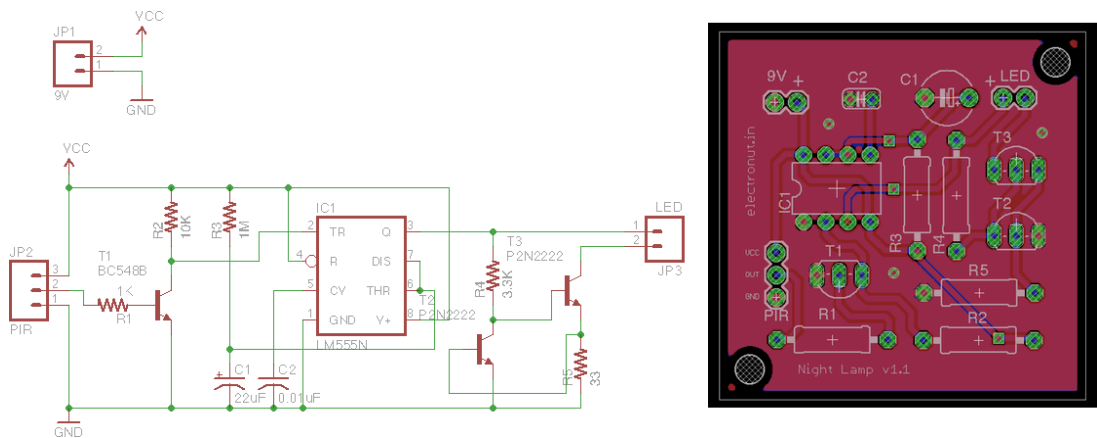 JP1
VCC
2
1
9V
GND
VCC
R2
10K
R3
1M
IC1
2
TR
Q
3
4
R
DIS
7
5
CY
THR
6
1
GND
V+
8
LM555N
JP2
3
2
1
PIR
T1
BC548B
1K
R1
T3
P2N2222
R4
3.3K
T2
P2N2222
LED
1
2
JP3
C1
22uF
C2
0.01uF
R5
33
GND
9V +
C2
C1
+
+ LED
electronut.in
IC1
T3
T2
R3
R4
VCC
OUT
GND
PIR
T1
R5
R1
R2
Night Lamp v1.1